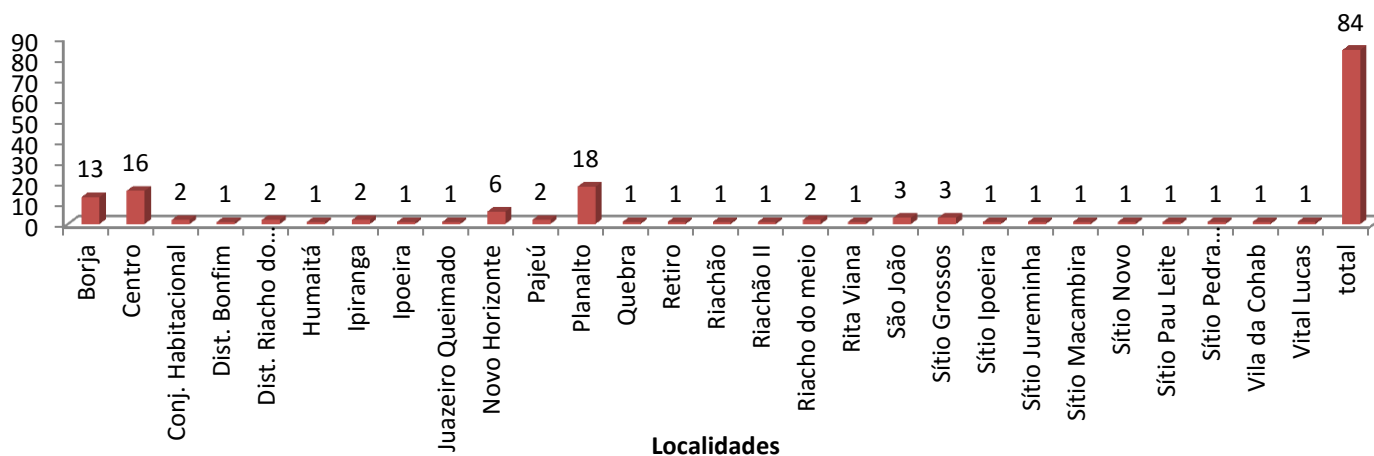 84
90
80
70
60
50
40
30
20
10
0
13
16
2
1
2
1
2
1
1
6
2
18
1
1
1
1
2
1
3
3
1
1
1
1
1
1
1
1
Borja
Centro
Conj. Habitacional
Dist. Bonfim
Dist. Riacho do…
Humaitá
Ipiranga
Ipoeira
Juazeiro Queimado
Novo Horizonte
Pajeú
Planalto
Quebra
Retiro
Riachão
Riachão II
Riacho do meio
Rita Viana
São João
Sítio Grossos
Sítio Ipoeira
Sítio Jureminha
Sítio Macambira
Sítio Novo
Sítio Pau Leite
Sítio Pedra…
Vila da Cohab
Vital Lucas
total
Localidades